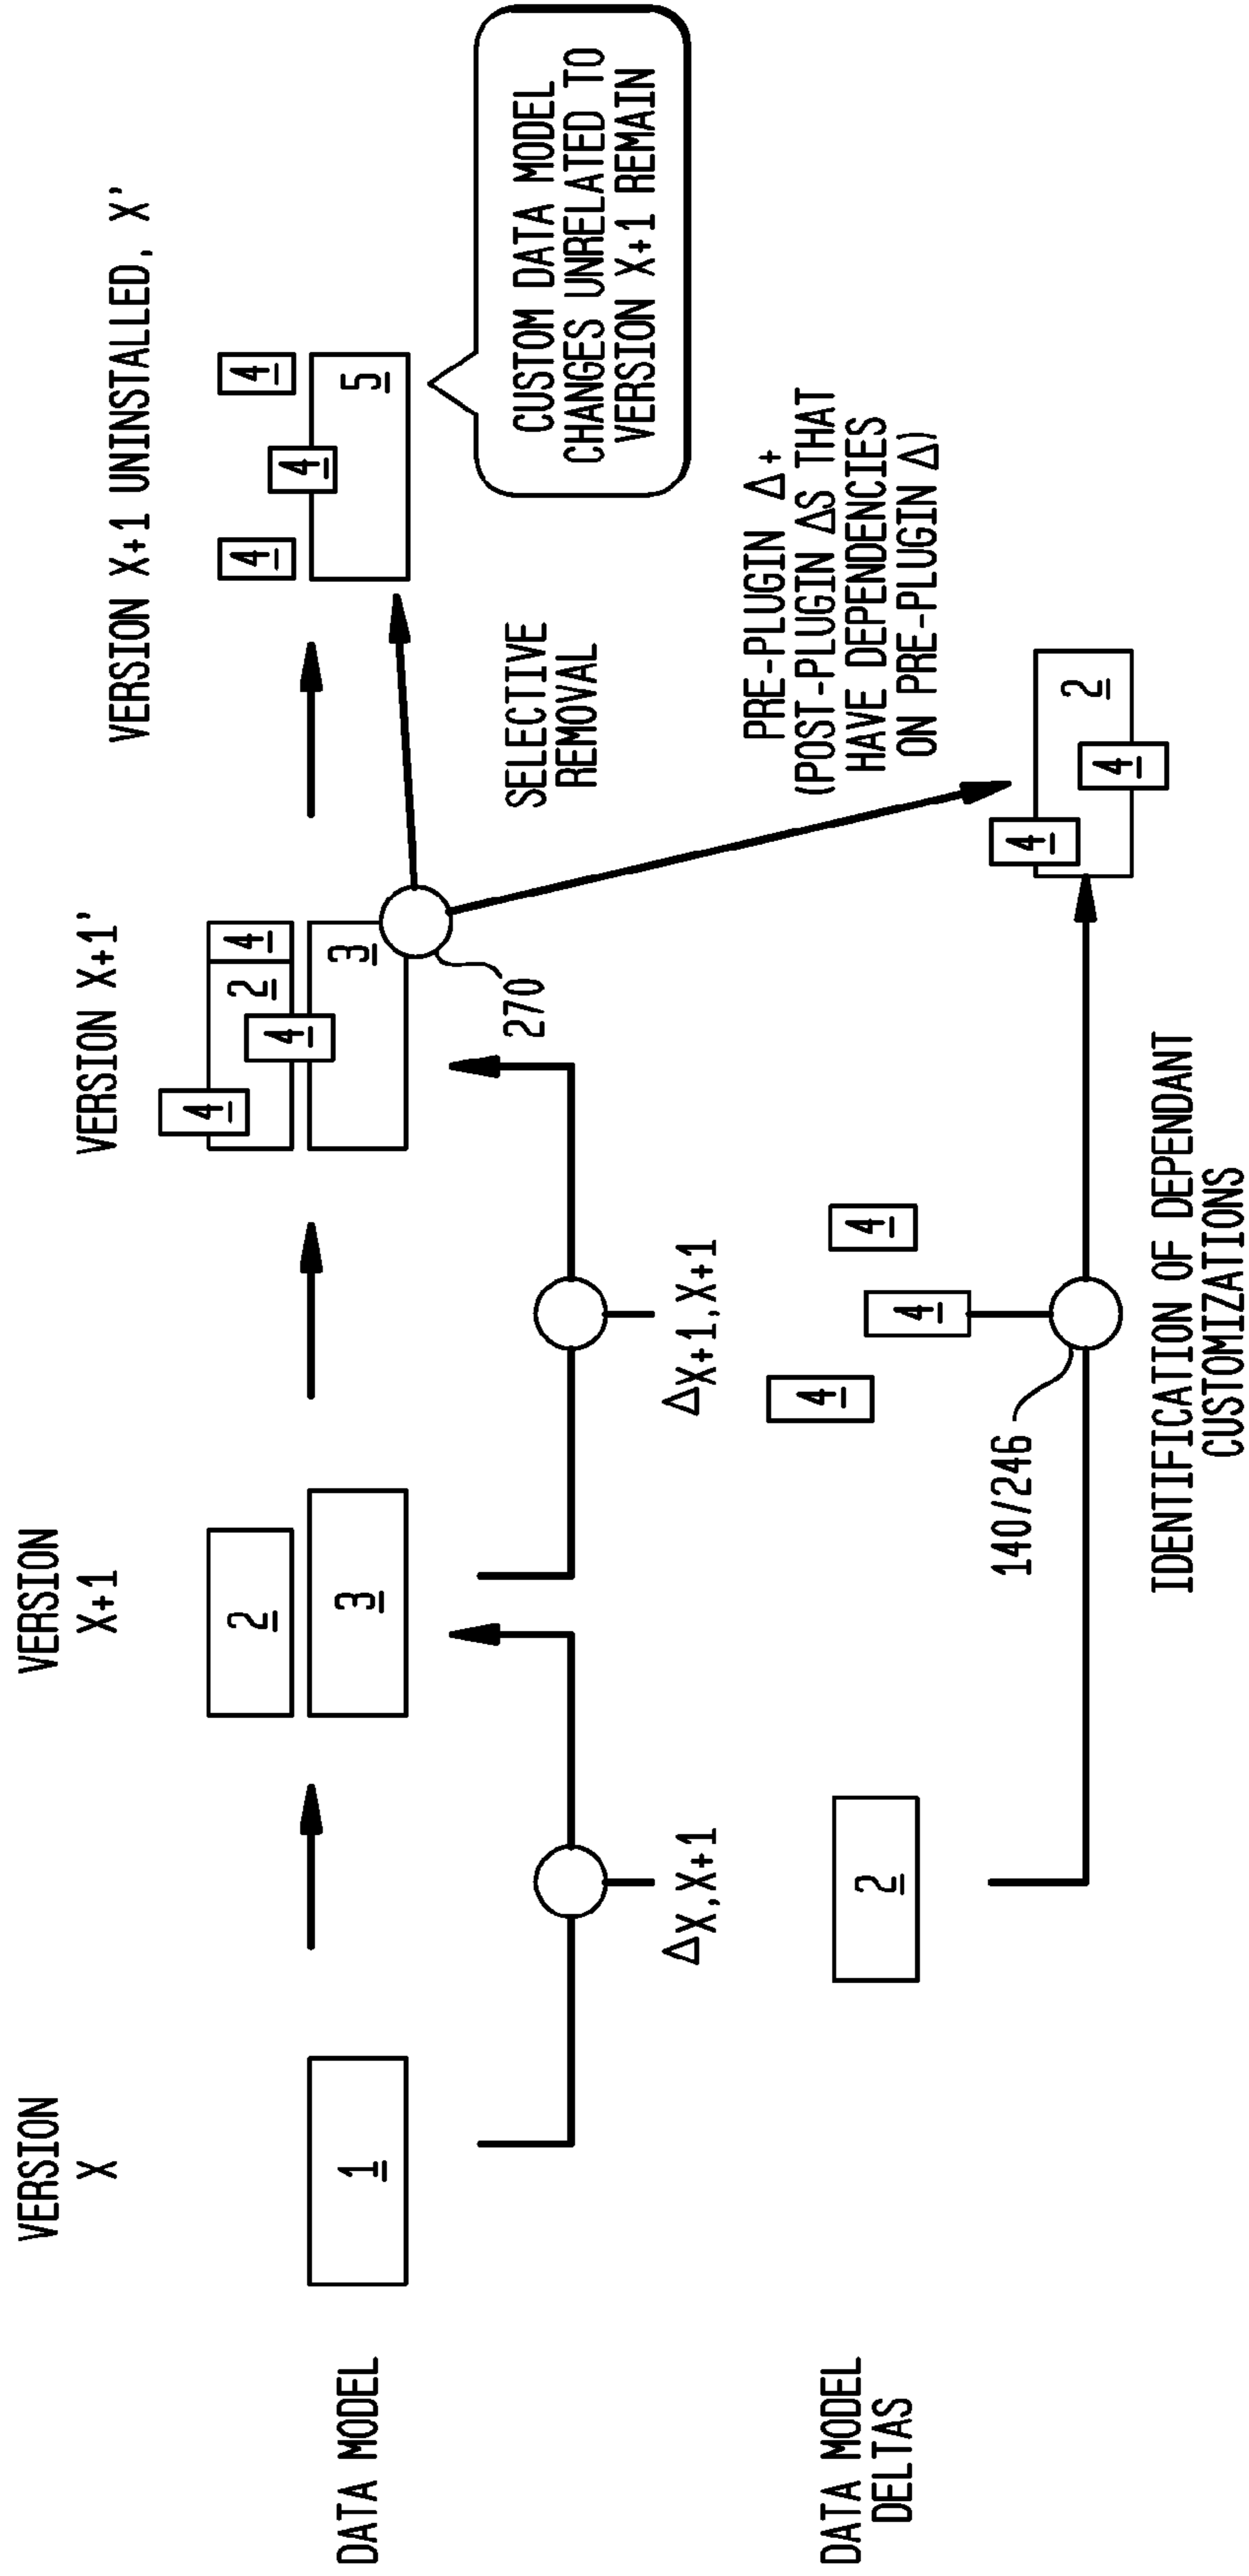 VERSION
X
VERSION
X+1
VERSION X+1'
VERSION X+1 UNINSTALLED, X'
DATA MODEL
1
2
3
4
4
2
4
3
4
4
4
5
270
SELECTIVE
REMOVAL
CUSTOM DATA MODEL
CHANGES UNRELATED TO
VERSION X+1 REMAIN
ΔX,X+1
ΔX+1,X+1
PRE-PLUGIN Δ+
(POST-PLUGIN ΔS THAT
HAVE DEPENDENCIES
ON PRE-PLUGIN Δ)
DATA MODEL
DELTAS
2
4
4
4
140/246
4
4
2
IDENTIFICATION OF DEPENDANT
CUSTOMIZATIONS